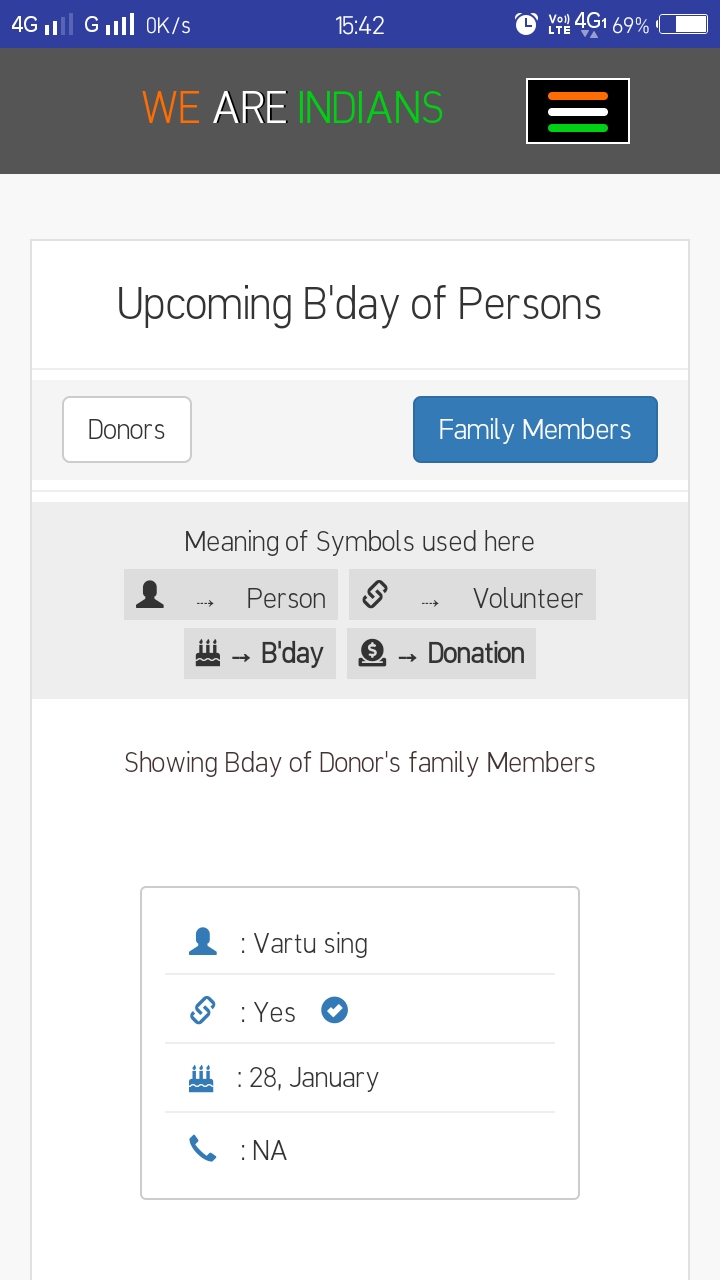 4G G 0K/s 15:42 Vo)) LTE 4G1 69%
WE ARE INDIANS
Upcoming B'day of Persons
Donors Family Members
Meaning of Symbols used here
→ Person → Volunteer
→ B'day → Donation
Showing Bday of Donor's family Members
: Vartu sing
: Yes
: 28, January
: NA